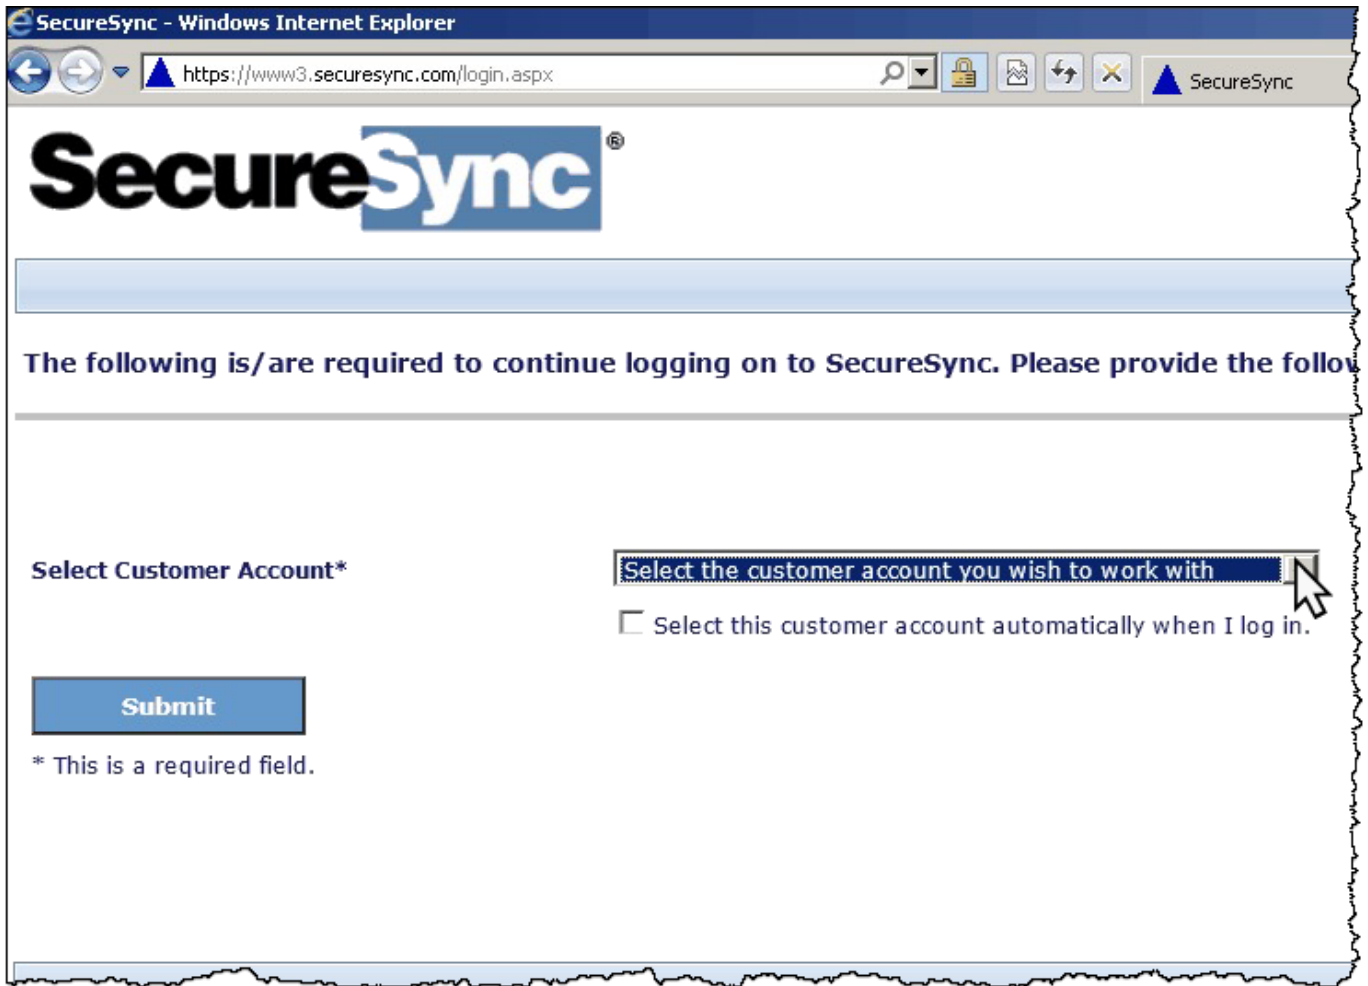 SecureSync - Windows Internet Explorer
https://www3.securesync.com/login.aspx
SecureSync
SecureSync®
The following is/are required to continue logging on to SecureSync. Please provide the
Select Customer Account*
Select the customer account you wish to work with
Select this customer account automatically when I log in.
Submit
* This is a required field.